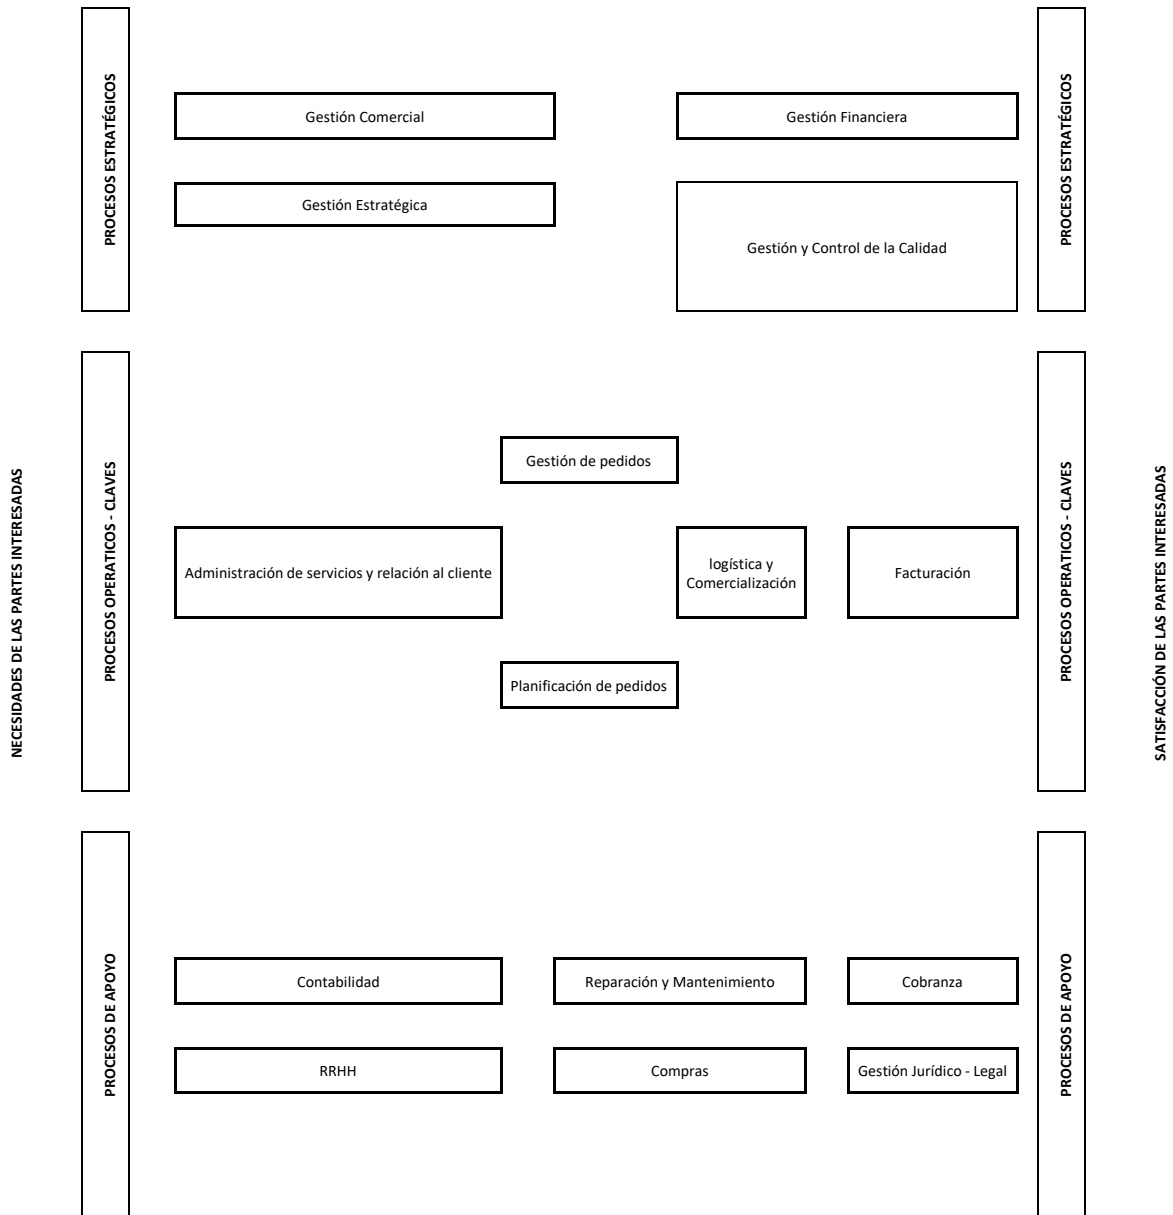 NECESIDADES DE LAS PARTES INTERESADAS
PROCESOS ESTRATÉGICOS
Gestión Comercial
Gestión Financiera
Gestión Estratégica
Gestión y Control de la Calidad
PROCESOS ESTRATÉGICOS
PROCESOS OPERATICOS - CLAVES
Gestión de pedidos
Administración de servicios y relación al cliente
logística y
Comercialización
Facturación
Planificación de pedidos
PROCESOS OPERATICOS - CLAVES
PROCESOS DE APOYO
Contabilidad
Reparación y Mantenimiento
Cobranza
RRHH
Compras
Gestión Jurídico - Legal
PROCESOS DE APOYO
SATISFACCIÓN DE LAS PARTES INTERESADAS